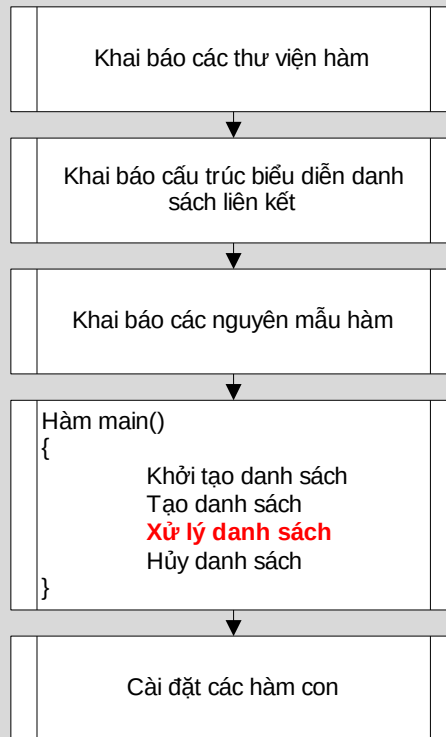 Khai báo các thư viện hàm
Khai báo cấu trúc biểu diễn danh
sách liên kết
Khai báo các nguyên mẫu hàm
Hàm main()
{
Khởi tạo danh sách
Tạo danh sách
Xử lý danh sách
Hủy danh sách
}
Cài đặt các hàm con